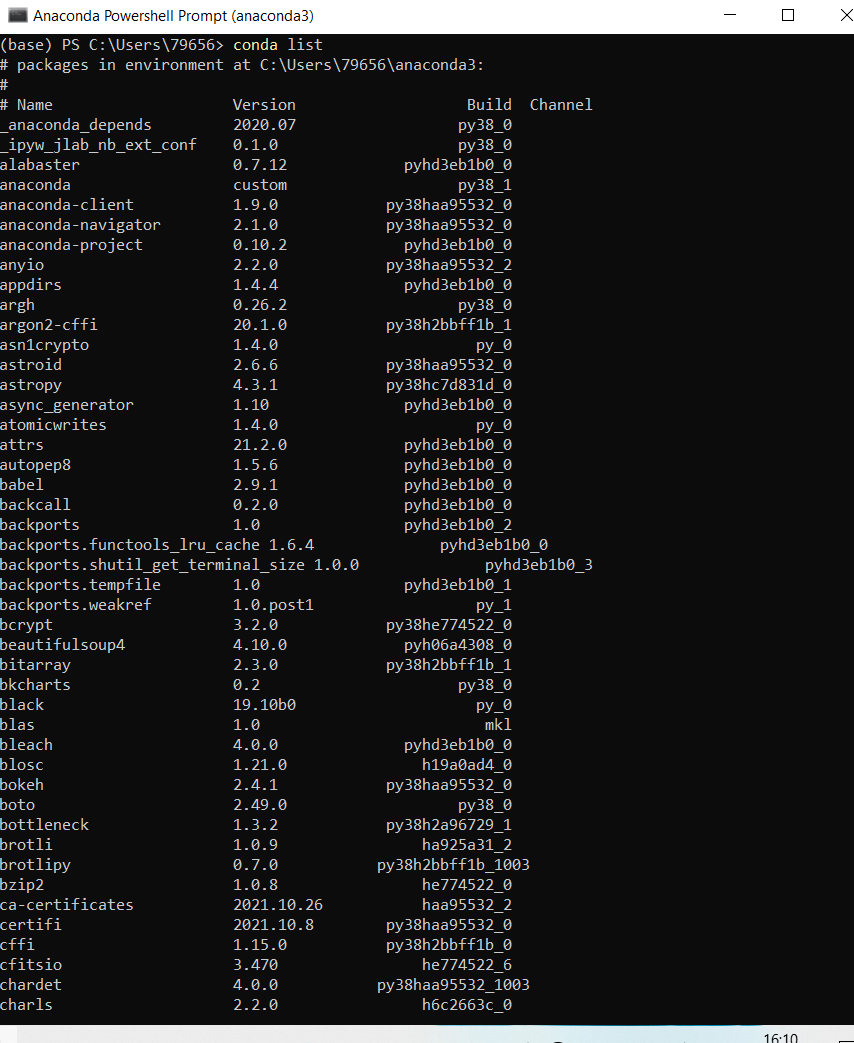 Anaconda Powershell Prompt (anaconda3)
(base) PS C:\Users\79656> conda list
# packages in environment at C:\Users\79656\anaconda3:
#
# Name                    Version                   Build  Channel
_anaconda_depends         2020.07                  py38_0
_ipyw_jlab_nb_ext_conf    0.1.0                    py38_0
alabaster                 0.7.12             pyhd3eb1b0_0
anaconda                  custom                   py38_1
anaconda-client           1.9.0            py38haa95532_0
anaconda-navigator        2.1.0            py38haa95532_0
anaconda-project          0.10.2             pyhd3eb1b0_0
anyio                     2.2.0            py38haa95532_2
appdirs                   1.4.4              pyhd3eb1b0_0
argh                      0.26.2                   py38_0
argon2-cffi               20.1.0           py38h2bbff1b_1
asn1crypto                1.4.0                      py_0
astroid                   2.6.6            py38haa95532_0
astropy                   4.3.1            py38hc7d831d_0
async_generator           1.10               pyhd3eb1b0_0
atomicwrites              1.4.0                      py_0
attrs                     21.2.0             pyhd3eb1b0_0
autopep8                  1.5.6              pyhd3eb1b0_0
babel                     2.9.1              pyhd3eb1b0_0
backcall                  0.2.0              pyhd3eb1b0_0
backports                 1.0                pyhd3eb1b0_2
backports.functools_lru_cache 1.6.4              pyhd3eb1b0_0
backports.shutil_get_terminal_size 1.0.0              pyhd3eb1b0_3
backports.tempfile        1.0                pyhd3eb1b0_1
backports.weakref         1.0.post1                  py_1
bcrypt                    3.2.0            py38he774522_0
beautifulsoup4            4.10.0             pyh06a4308_0
bitarray                  2.3.0            py38h2bbff1b_1
bkcharts                  0.2                      py38_0
black                     19.10b0                    py_0
blas                      1.0                         mkl
bleach                    4.0.0              pyhd3eb1b0_0
blosc                     1.21.0               h19a0ad4_0
bokeh                     2.4.1            py38haa95532_0
boto                      2.49.0                   py38_0
bottleneck                1.3.2            py38h2a96729_1
brotli                    1.0.9                ha925a31_2
brotlipy                  0.7.0           py38h2bbff1b_1003
bzip2                     1.0.8                he774522_0
ca-certificates           2021.10.26           haa95532_2
certifi                   2021.10.8        py38haa95532_0
cffi                      1.15.0           py38h2bbff1b_0
cfitsio                   3.470                he774522_6
chardet                   4.0.0           py38haa95532_1003
charls                    2.2.0                h6c2663c_0
16:10